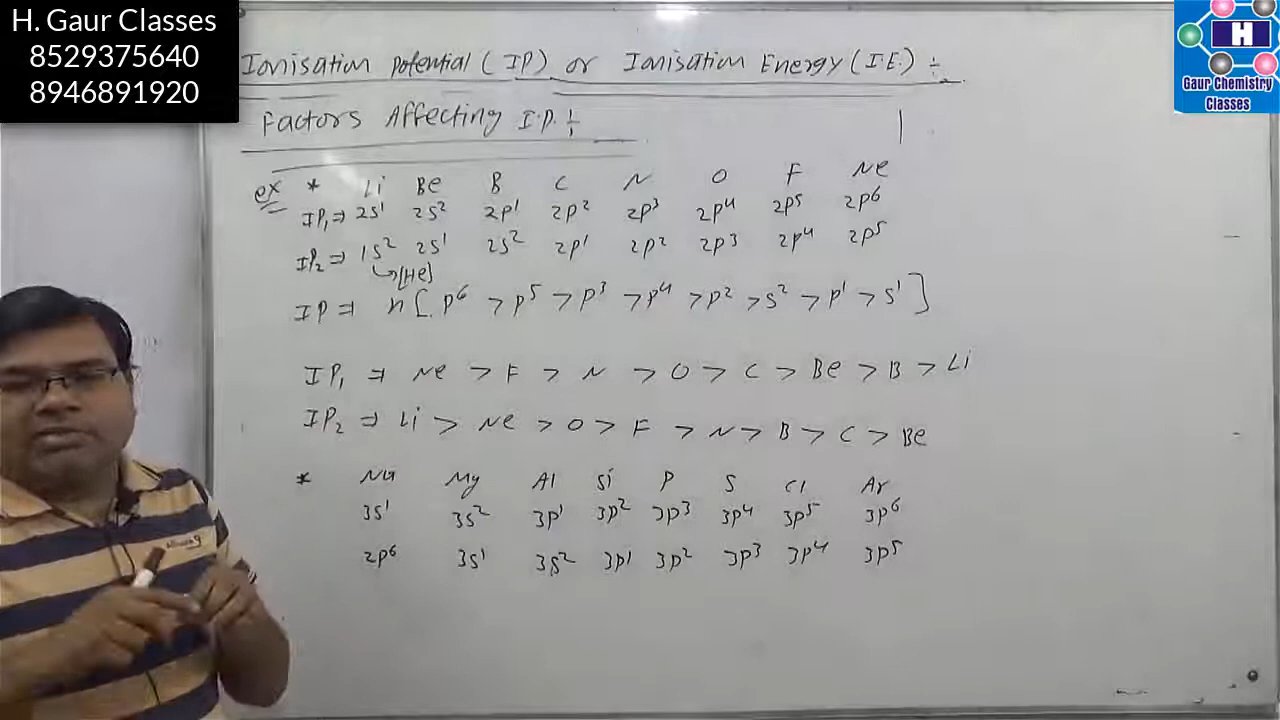 H. Gaur Classes
8529375640
8946891920
H
Gaur Chemistry
Classes
Ionisation Potential (IP) or Ionisation Energy (I.E.) ÷
Factors Affecting I.P. ÷
ex * Li Be B C N O F Ne
IP₁ ⇒ 2s¹ 2s² 2p¹ 2p² 2p³ 2p⁴ 2p⁵ 2p⁶
IP₂ ⇒ 1s² 2s¹ 2s² 2p¹ 2p² 2p³ 2p⁴ 2p⁵
↳[He]
IP ⇒ n [ p⁶ > p⁵ > p³ > p⁴ > p² > s² > p¹ > s¹ ]
IP₁ ⇒ Ne > F > N > O > C > Be > B > Li
IP₂ ⇒ Li > Ne > O > F > N > B > C > Be
* Na Mg Al Si P S Cl Ar
3s¹ 3s² 3p¹ 3p² 3p³ 3p⁴ 3p⁵ 3p⁶
2p⁶ 3s¹ 3s² 3p¹ 3p² 3p³ 3p⁴ 3p⁵